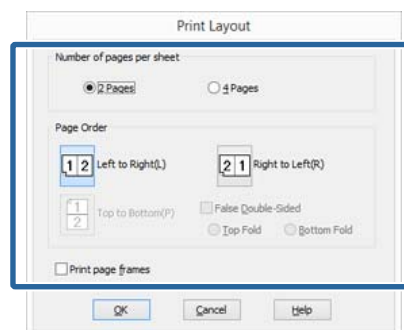 Print Layout
Number of pages per sheet
2 Pages
4 Pages
Page Order
1 2 Left to Right(L)
2 1 Right to Left(R)
1
2
Top to Bottom(P)
False Double-Sided
Top Fold
Bottom Fold
Print page frames
OK
Cancel
Help